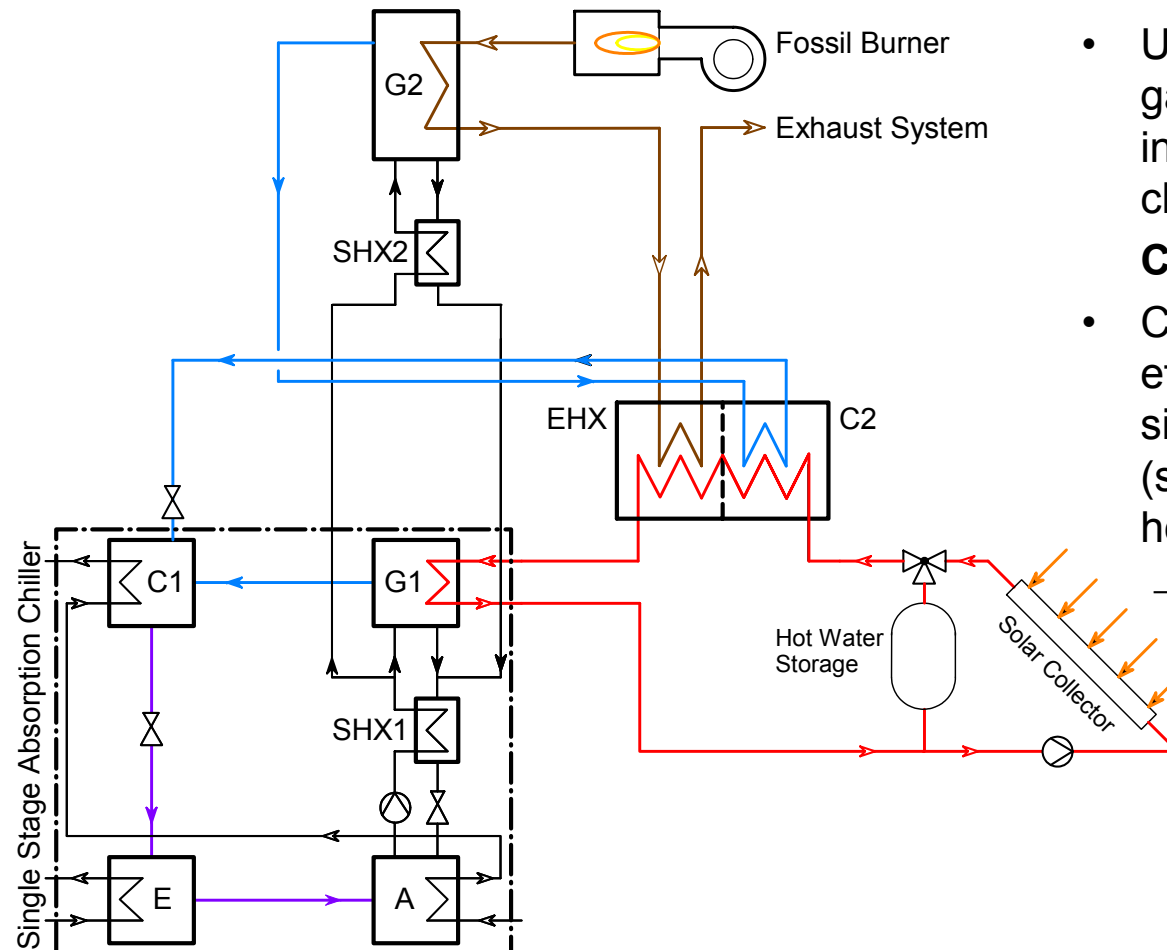 Fossil Burner
G2
Exhaust System
SHX2
EHX
C2
Single Stage Absorption Chiller
C1
G1
Hot Water
Storage
Solar Collector
SHX1
E
A
•
•
(s
–